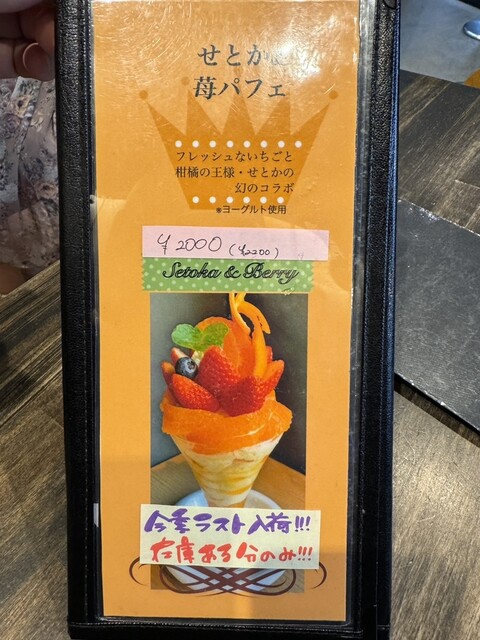 せとかと
苺パフェ
フレッシュないちごと
柑橘の王様・せとかの
幻のコラボ
※ヨーグルト使用
¥2000 (¥2200)
Setoka & Berry
今季ラスト入荷!!!
在庫ある分のみ!!!